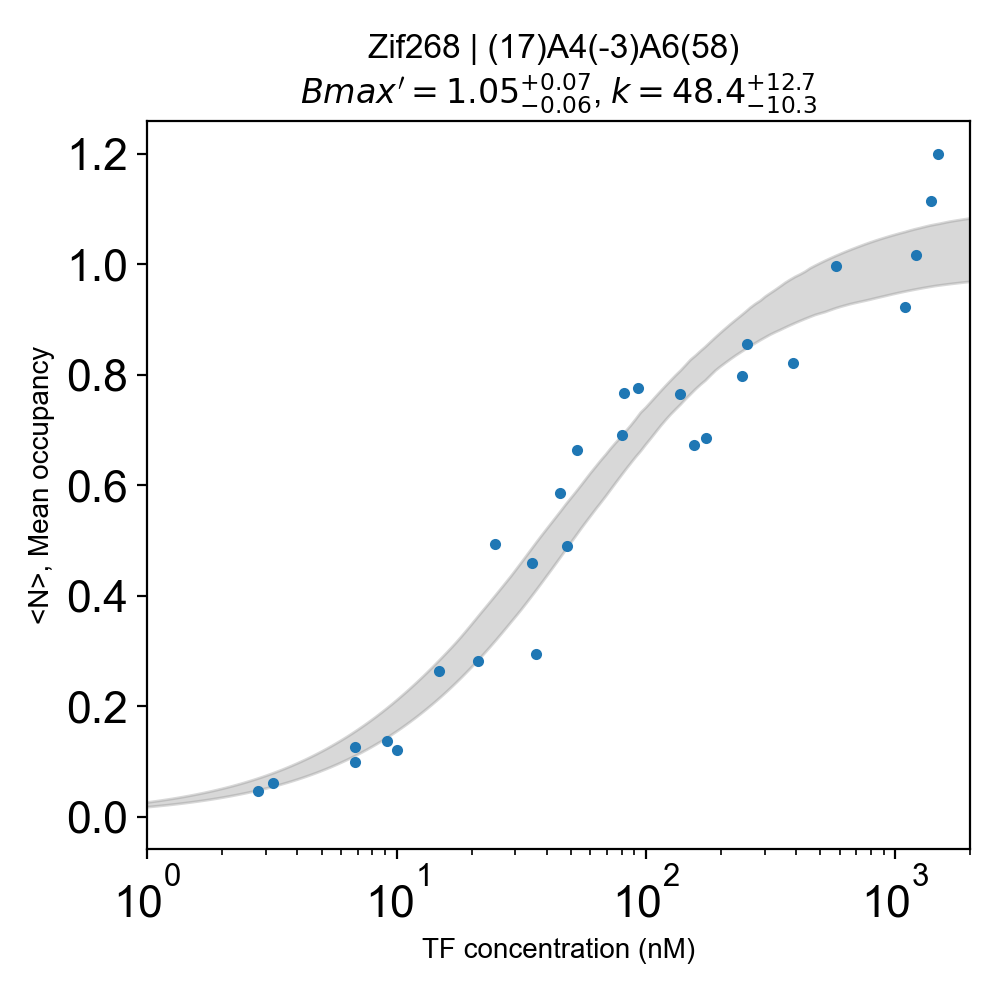 Zif268 | (17)A4(-3)A6(58)
Bmax′ = 1.05^{+0.07}_{−0.06}, k = 48.4^{+12.7}_{−10.3}
1.2
1.0
0.8
0.6
0.4
0.2
0.0
<N>, Mean occupancy
10^0 10^1 10^2 10^3
TF concentration (nM)